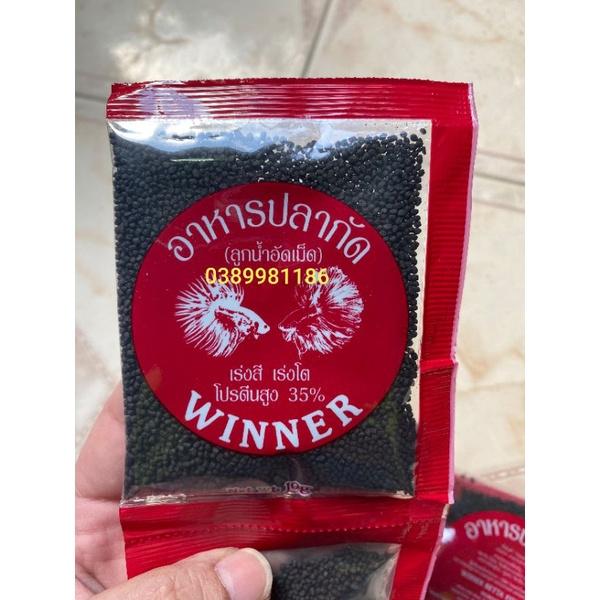 อาหารปลากัด
(ลูกน้ำอัดเม็ด)
0389981186
เร่งสี เร่งโต
โปรตีนสูง 35%
WINNER
อาหารปล